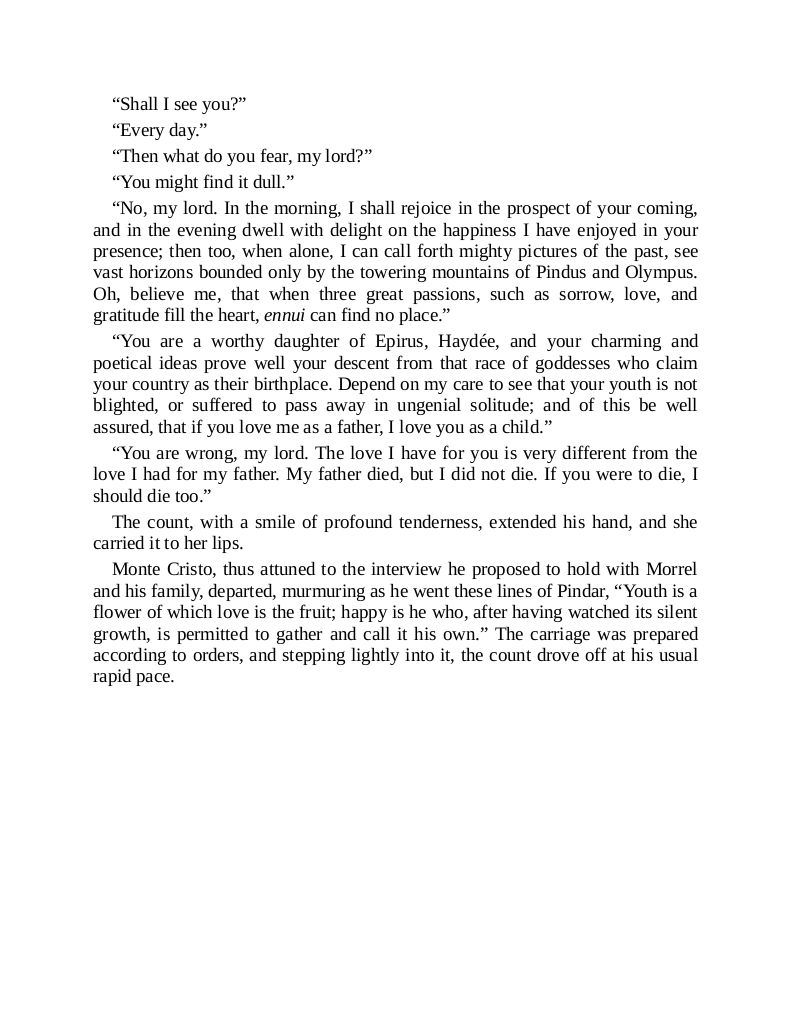 “Shall I see you?”
“Every day.”
“Then what do you fear, my lord?”
“You might find it dull.”
“No, my lord. In the morning, I shall rejoice in the prospect of your coming,
and in the evening dwell with delight on the happiness I have enjoyed in your
presence; then too, when alone, I can call forth mighty pictures of the past, see
vast horizons bounded only by the towering mountains of Pindus and Olympus.
Oh, believe me, that when three great passions, such as sorrow, love, and
gratitude fill the heart, ennui can find no place.”
“You are a worthy daughter of Epirus, Haydée, and your charming and
poetical ideas prove well your descent from that race of goddesses who claim
your country as their birthplace. Depend on my care to see that your youth is not
blighted, or suffered to pass away in ungenial solitude; and of this be well
assured, that if you love me as a father, I love you as a child.”
“You are wrong, my lord. The love I have for you is very different from the
love I had for my father. My father died, but I did not die. If you were to die, I
should die too.”
The count, with a smile of profound tenderness, extended his hand, and she
carried it to her lips.
Monte Cristo, thus attuned to the interview he proposed to hold with Morrel
and his family, departed, murmuring as he went these lines of Pindar, “Youth is a
flower of which love is the fruit; happy is he who, after having watched its silent
growth, is permitted to gather and call it his own.” The carriage was prepared
according to orders, and stepping lightly into it, the count drove off at his usual
rapid pace.